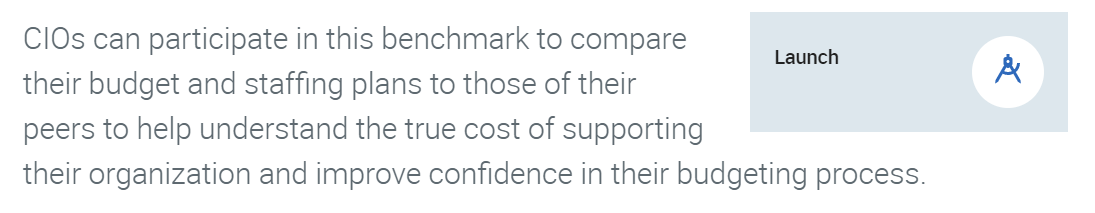 CIOs can participate in this benchmark to compare
their budget and staffing plans to those of their
peers to help understand the true cost of supporting
their organization and improve confidence in their budgeting process.
Launch